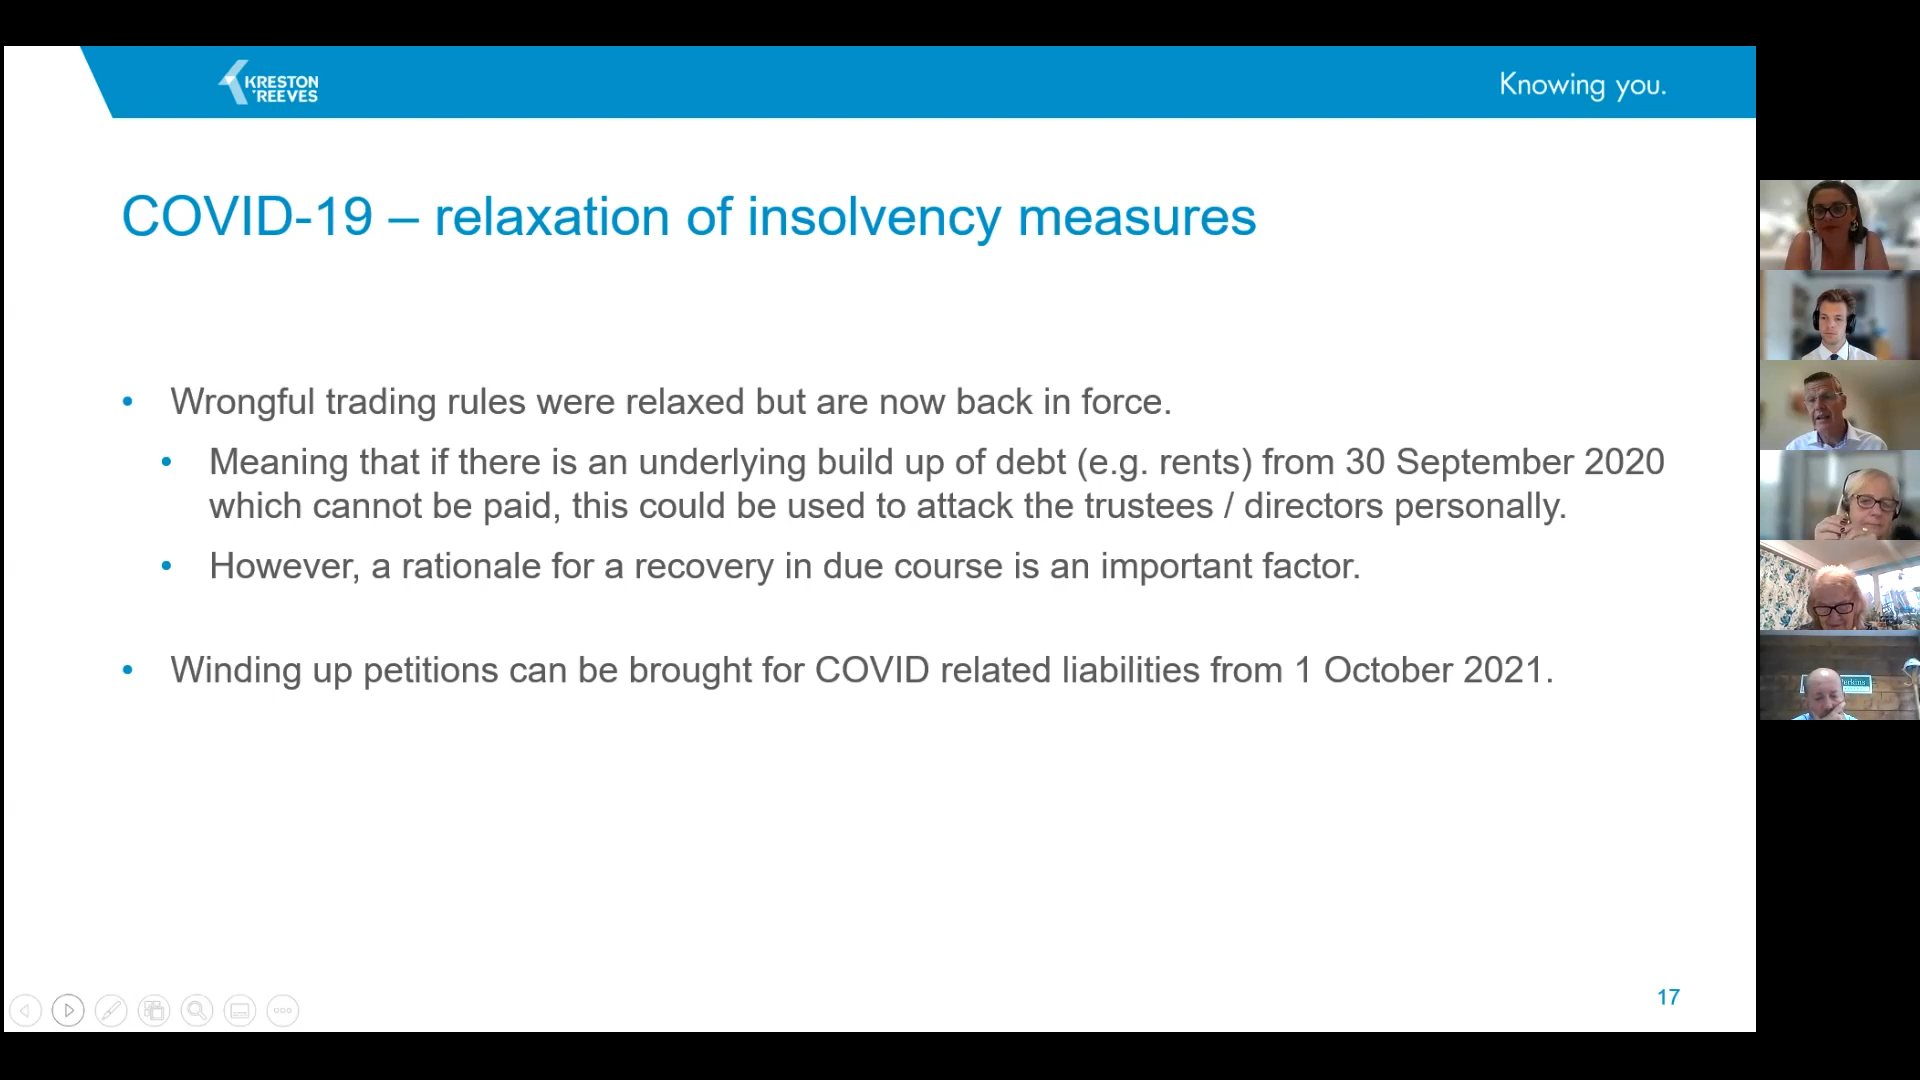 KRESTON
REEVES
Knowing you.
COVID-19 – relaxation of insolvency measures
• Wrongful trading rules were relaxed but are now back in force.
• Meaning that if there is an underlying build up of debt (e.g. rents) from 30 September 2020
which cannot be paid, this could be used to attack the trustees / directors personally.
• However, a rationale for a recovery in due course is an important factor.
• Winding up petitions can be brought for COVID related liabilities from 1 October 2021.
17